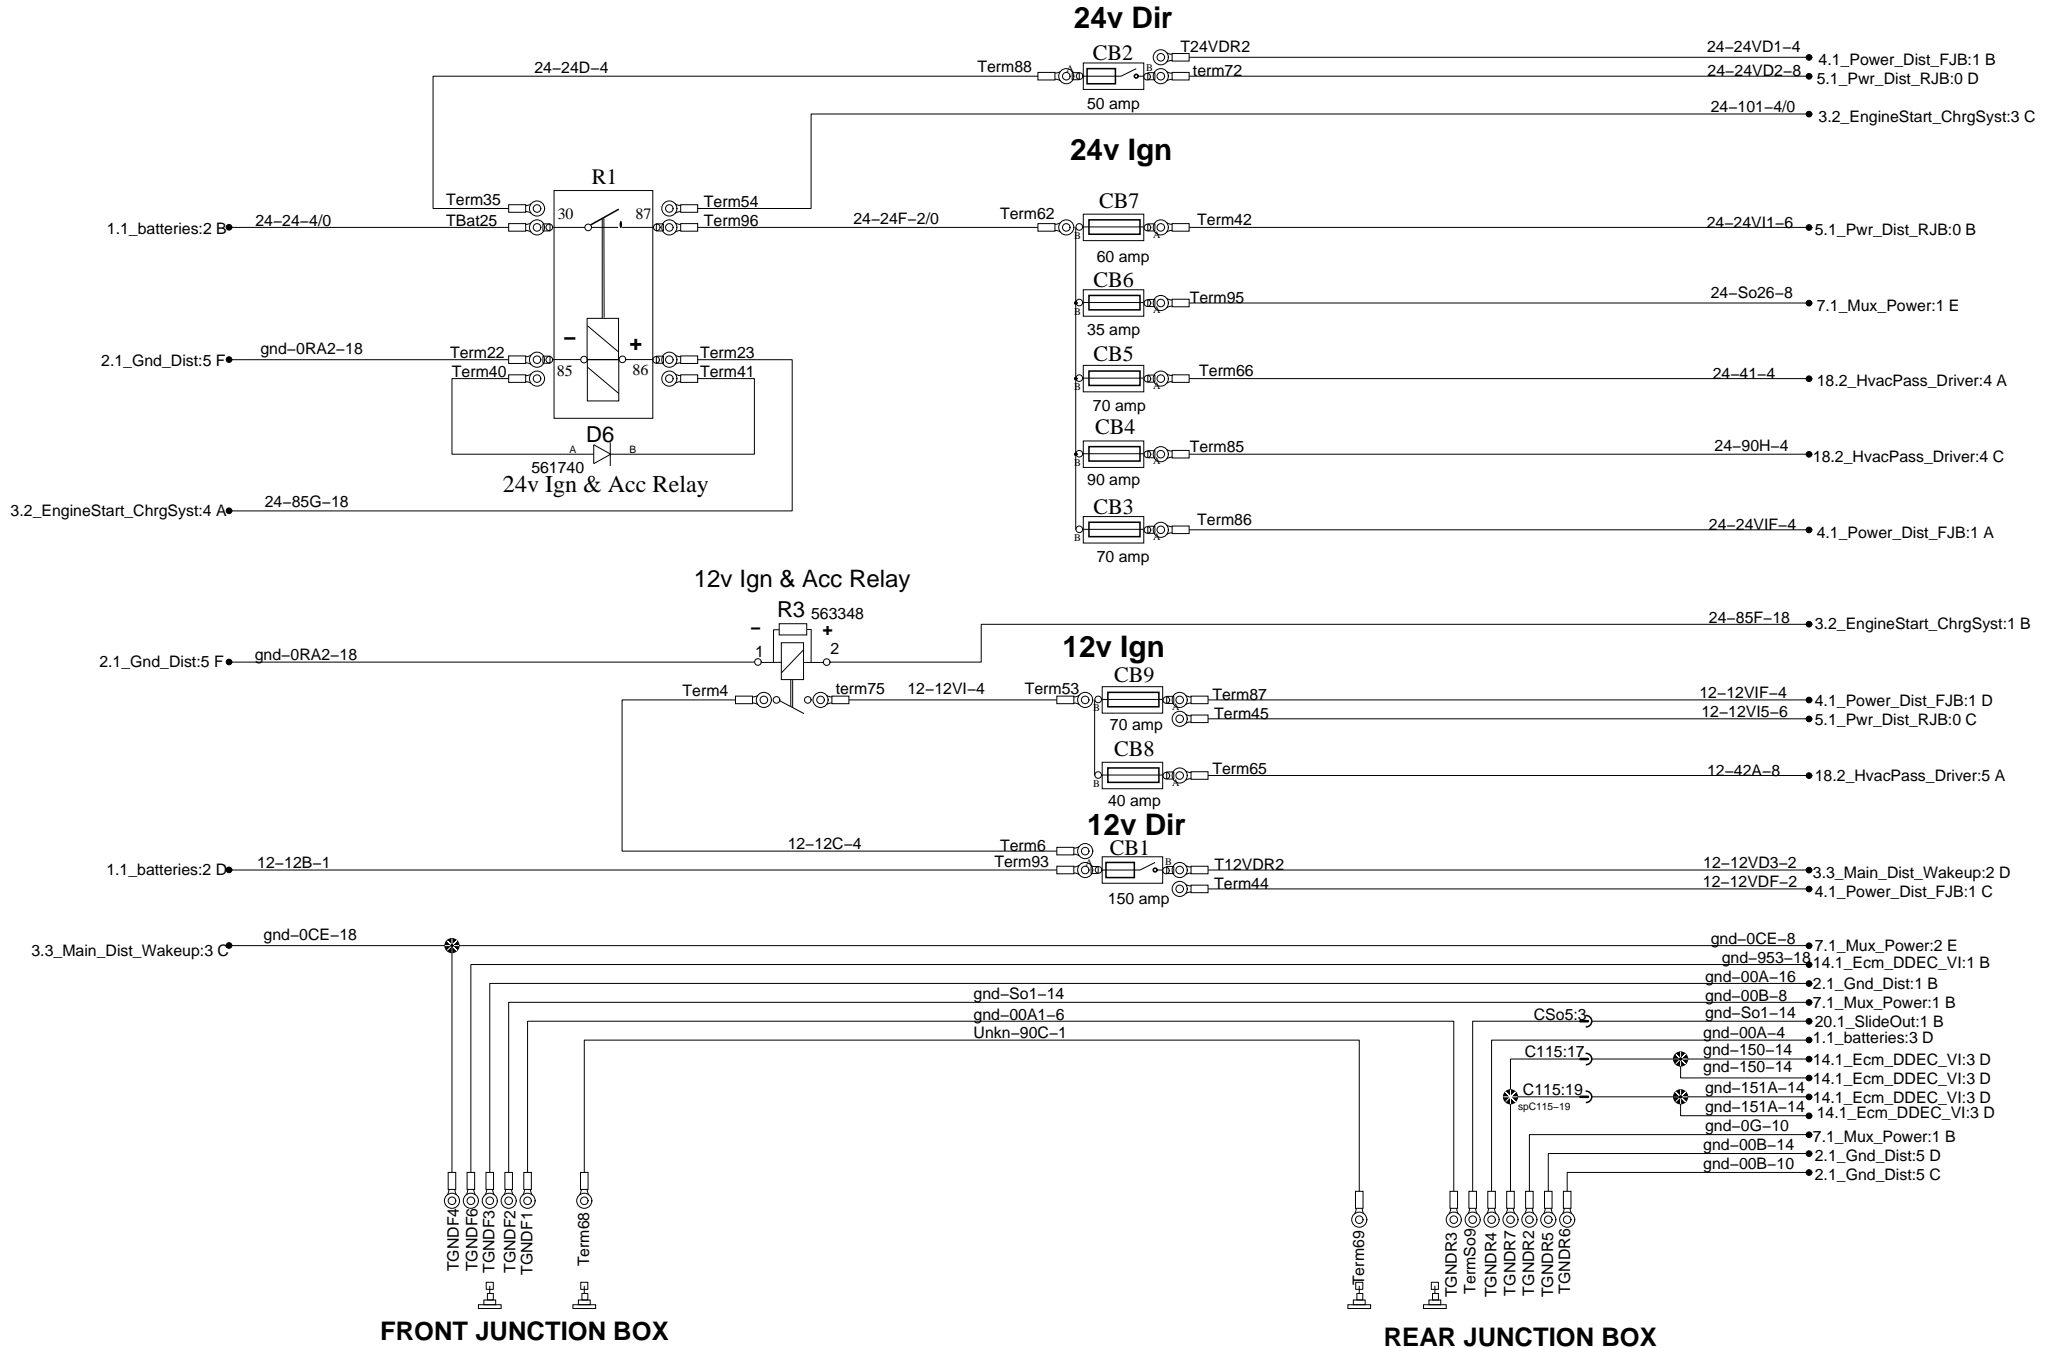 24v Dir
CB2
T24VDR2
24-24VD1-4
4.1_Power_Dist_FJB:1 B
24-24D-4
Term88
A
B
term72
24-24VD2-8
5.1_Pwr_Dist_RJB:0 D
50 amp
24-101-4/0
3.2_EngineStart_ChrgSyst:3 C
24v Ign
R1
Term35
Term54
30
87
CB7
1.1_batteries:2 B
24-24-4/0
TBat25
Term96
24-24F-2/0
Term62
B
A
Term42
24-24VI1-6
5.1_Pwr_Dist_RJB:0 B
60 amp
CB6
B
A
Term95
24-So26-8
7.1_Mux_Power:1 E
35 amp
2.1_Gnd_Dist:5 F
gnd-0RA2-18
Term22
-
+
Term23
Term40
85
86
Term41
CB5
B
A
Term66
24-41-4
18.2_HvacPass_Driver:4 A
70 amp
D6
A
B
561740
24v Ign & Acc Relay
CB4
B
A
Term85
24-90H-4
18.2_HvacPass_Driver:4 C
90 amp
3.2_EngineStart_ChrgSyst:4 A
24-85G-18
CB3
B
A
Term86
24-24VIF-4
4.1_Power_Dist_FJB:1 A
70 amp
12v Ign & Acc Relay
R3
563348
-
+
24-85F-18
3.2_EngineStart_ChrgSyst:1 B
2.1_Gnd_Dist:5 F
gnd-0RA2-18
1
2
12v Ign
CB9
Term4
term75
12-12VI-4
Term53
B
A
Term87
12-12VIF-4
4.1_Power_Dist_FJB:1 D
Term45
12-12VI5-6
5.1_Pwr_Dist_RJB:0 C
70 amp
CB8
B
A
Term65
12-42A-8
18.2_HvacPass_Driver:5 A
40 amp
12v Dir
12-12C-4
Term6
CB1
1.1_batteries:2 D
12-12B-1
Term93
A
B
T12VDR2
12-12VD3-2
3.3_Main_Dist_Wakeup:2 D
Term44
12-12VDF-2
4.1_Power_Dist_FJB:1 C
150 amp
3.3_Main_Dist_Wakeup:3 C
gnd-0CE-18
gnd-0CE-8
7.1_Mux_Power:2 E
gnd-953-18
14.1_Ecm_DDEC_VI:1 B
gnd-00A-16
2.1_Gnd_Dist:1 B
gnd-So1-14
gnd-00B-8
7.1_Mux_Power:1 B
gnd-00A1-6
CSo5:3
gnd-So1-14
20.1_SlideOut:1 B
Unkn-90C-1
gnd-00A-4
1.1_batteries:3 D
C115:17
gnd-150-14
14.1_Ecm_DDEC_VI:3 D
gnd-150-14
14.1_Ecm_DDEC_VI:3 D
C115:19
spC115-19
gnd-151A-14
14.1_Ecm_DDEC_VI:3 D
gnd-151A-14
14.1_Ecm_DDEC_VI:3 D
gnd-0G-10
7.1_Mux_Power:1 B
gnd-00B-14
2.1_Gnd_Dist:5 D
gnd-00B-10
2.1_Gnd_Dist:5 C
TGNDF4
TGNDF6
TGNDF3
TGNDF2
TGNDF1
Term68
Term69
TGNDR3
TermSo9
TGNDR4
TGNDR7
TGNDR2
TGNDR5
TGNDR6
FRONT JUNCTION BOX
REAR JUNCTION BOX